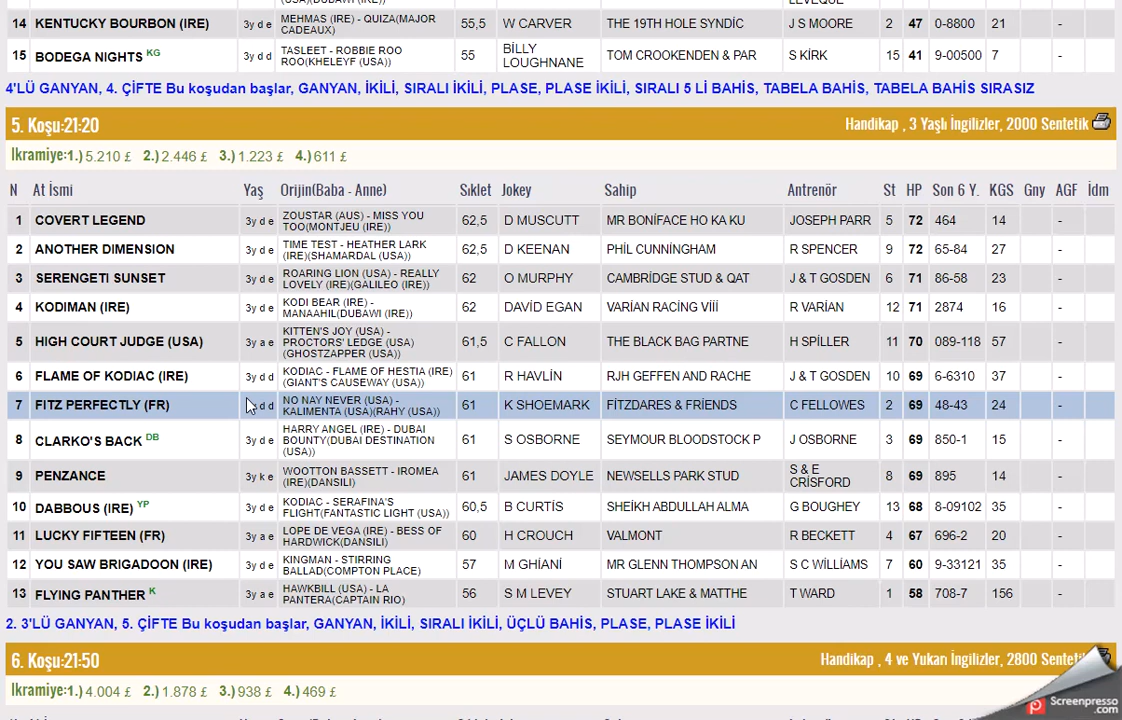 14 KENTUCKY BOURBON (IRE) 3y d e MEHMAS (IRE) - QUIZA(MAJOR CADEAUX) 55,5 W CARVER THE 19TH HOLE SYNDİC J S MOORE 2 47 0-8800 21 -
15 BODEGA NIGHTS KG 3y d d TASLEET - ROBBIE ROO ROO(KHELEYF (USA)) 55 BİLLY LOUGHNANE TOM CROOKENDEN & PAR S KİRK 15 41 9-00500 7 -
4'LÜ GANYAN, 4. ÇİFTE Bu koşudan başlar, GANYAN, İKİLİ, SIRALI İKİLİ, PLASE, PLASE İKİLİ, SIRALI 5 Lİ BAHİS, TABELA BAHİS, TABELA BAHİS SIRASIZ
5. Koşu:21:20 Handikap , 3 Yaşlı İngilizler, 2000 Sentetik
İkramiye:1.) 5.210 £ 2.) 2.446 £ 3.) 1.223 £ 4.) 611 £
N At İsmi Yaş Orijin(Baba - Anne) Sıklet Jokey Sahip Antrenör St HP Son 6 Y. KGS Gny AGF İdm
1 COVERT LEGEND 3y d e ZOUSTAR (AUS) - MISS YOU TOO(MONTJEU (IRE)) 62,5 D MUSCUTT MR BONİFACE HO KA KU JOSEPH PARR 5 72 464 14 -
2 ANOTHER DIMENSION 3y d e TIME TEST - HEATHER LARK (IRE)(SHAMARDAL (USA)) 62,5 D KEENAN PHİL CUNNİNGHAM R SPENCER 9 72 65-84 27 -
3 SERENGETI SUNSET 3y d e ROARING LION (USA) - REALLY LOVELY (IRE)(GALILEO (IRE)) 62 O MURPHY CAMBRİDGE STUD & QAT J & T GOSDEN 6 71 86-58 23 -
4 KODIMAN (IRE) 3y d e KODI BEAR (IRE) - MANAAHIL(DUBAWI (IRE)) 62 DAVİD EGAN VARİAN RACİNG Vİİİ R VARİAN 12 71 2874 16 -
5 HIGH COURT JUDGE (USA) 3y a e KITTEN'S JOY (USA) - PROCTORS' LEDGE (USA) (GHOSTZAPPER (USA)) 61,5 C FALLON THE BLACK BAG PARTNE H SPİLLER 11 70 089-118 57 -
6 FLAME OF KODIAC (IRE) 3y d d KODIAC - FLAME OF HESTIA (IRE) (GIANT'S CAUSEWAY (USA)) 61 R HAVLİN RJH GEFFEN AND RACHE J & T GOSDEN 10 69 6-6310 37 -
7 FITZ PERFECTLY (FR) d d NO NAY NEVER (USA) - KALIMENTA (USA)(RAHY (USA)) 61 K SHOEMARK FİTZDARES & FRİENDS C FELLOWES 2 69 48-43 24 -
8 CLARKO'S BACK DB 3y d e HARRY ANGEL (IRE) - DUBAI BOUNTY(DUBAI DESTINATION (USA)) 61 S OSBORNE SEYMOUR BLOODSTOCK P J OSBORNE 3 69 850-1 15 -
9 PENZANCE 3y k e WOOTTON BASSETT - IROMEA (IRE)(DANSILI) 61 JAMES DOYLE NEWSELLS PARK STUD S & E CRİSFORD 8 69 895 14 -
10 DABBOUS (IRE) YP 3y d e KODIAC - SERAFINA'S FLIGHT(FANTASTIC LIGHT (USA)) 60,5 B CURTİS SHEİKH ABDULLAH ALMA G BOUGHEY 13 68 8-09102 35 -
11 LUCKY FIFTEEN (FR) 3y a e LOPE DE VEGA (IRE) - BESS OF HARDWICK(DANSILI) 60 H CROUCH VALMONT R BECKETT 4 67 696-2 20 -
12 YOU SAW BRIGADOON (IRE) 3y d e KINGMAN - STIRRING BALLAD(COMPTON PLACE) 57 M GHİANİ MR GLENN THOMPSON AN S C WİLLİAMS 7 60 9-33121 35 -
13 FLYING PANTHER K 3y a e HAWKBILL (USA) - LA PANTERA(CAPTAIN RIO) 56 S M LEVEY STUART LAKE & MATTHE T WARD 1 58 708-7 156 -
2. 3'LÜ GANYAN, 5. ÇİFTE Bu koşudan başlar, GANYAN, İKİLİ, SIRALI İKİLİ, ÜÇLÜ BAHİS, PLASE, PLASE İKİLİ
6. Koşu:21:50 Handikap , 4 ve Yukarı İngilizler, 2800 Sentetik
İkramiye:1.) 4.004 £ 2.) 1.878 £ 3.) 938 £ 4.) 469 £
Screenpresso
.com